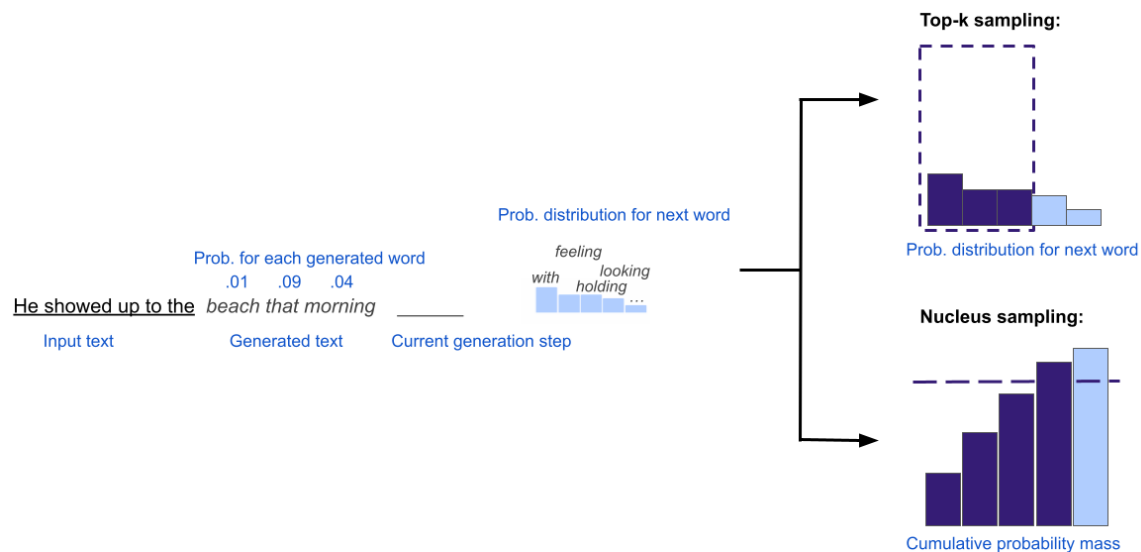 Top-k sampling:
Prob. distribution for next word
Prob. distribution for next word
feeling
with
looking
holding
...
Prob. for each generated word
.01 .09 .04
He showed up to the beach that morning ______
Input text
Generated text
Current generation step
Nucleus sampling:
Cumulative probability mass